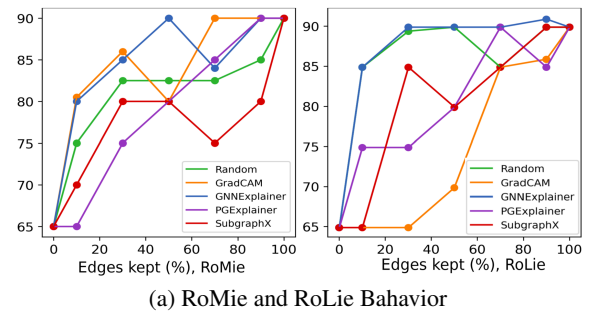 90
85
80
75
70
65
0 20 40 60 80 100
Edges kept (%), RoMie
Random
GradCAM
GNNExplainer
PGExplainer
SubgraphX
90
85
80
75
70
65
0 20 40 60 80 100
Edges kept (%), RoLie
Random
GradCAM
GNNExplainer
PGExplainer
SubgraphX
(a) RoMie and RoLie Bahavior